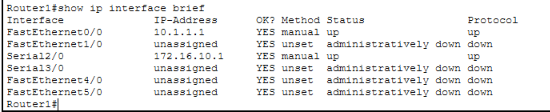 Router1#show ip interface brief
Interface IP-Address OK? Method Status Protocol
FastEthernet0/0 10.1.1.1 YES manual up up
FastEthernet1/0 unassigned YES unset administratively down down
Serial2/0 172.16.10.1 YES manual up up
Serial3/0 unassigned YES unset administratively down down
FastEthernet4/0 unassigned YES unset administratively down down
FastEthernet5/0 unassigned YES unset administratively down down
Router1#